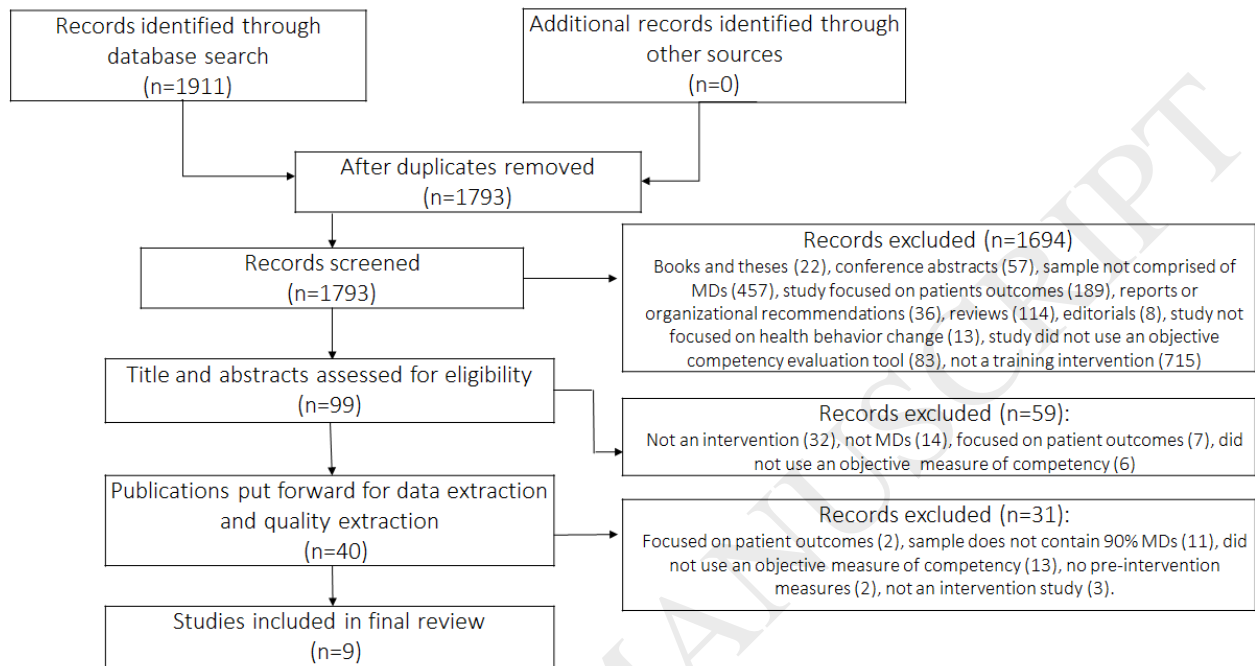 Records identified through
database search
(n=1911)
Additional records identified through
other sources
(n=0)
After duplicates removed
(n=1793)
Records screened
(n=1793)
Records excluded (n=1694)
Books and theses (22), conference abstracts (57), sample not comprised of
MDs (457), study focused on patients outcomes (189), reports or
organizational recommendations (36), reviews (114), editorials (8), study not
focused on health behavior change (13), study did not use an objective
competency evaluation tool (83), not a training intervention (715)
Title and abstracts assessed for eligibility
(n=99)
Records excluded (n=59):
Not an intervention (32), not MDs (14), focused on patient outcomes (7), did
not use an objective measure of competency (6)
Publications put forward for data extraction
and quality extraction
(n=40)
Records excluded (n=31):
Focused on patient outcomes (2), sample does not contain 90% MDs (11), did
not use an objective measure of competency (13), no pre-intervention
measures (2), not an intervention study (3).
Studies included in final review
(n=9)
MANUSCRIPT